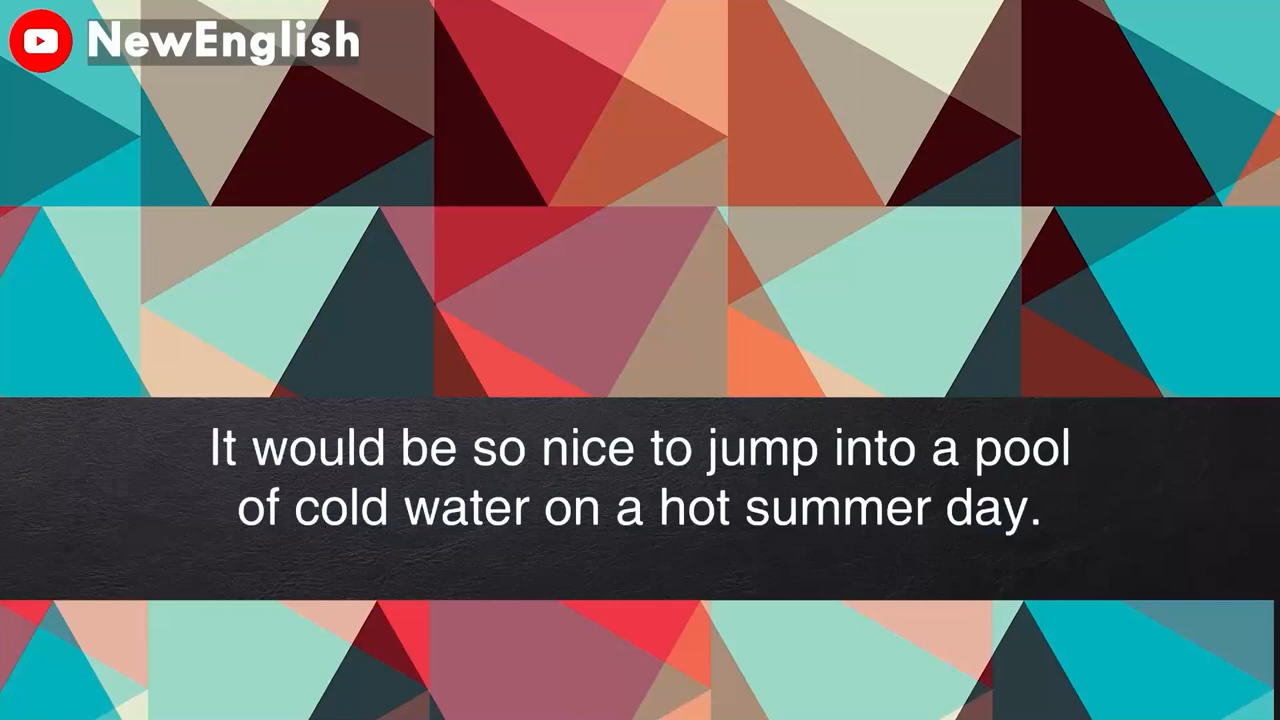 NewEnglish
It would be so nice to jump into a pool
of cold water on a hot summer day.